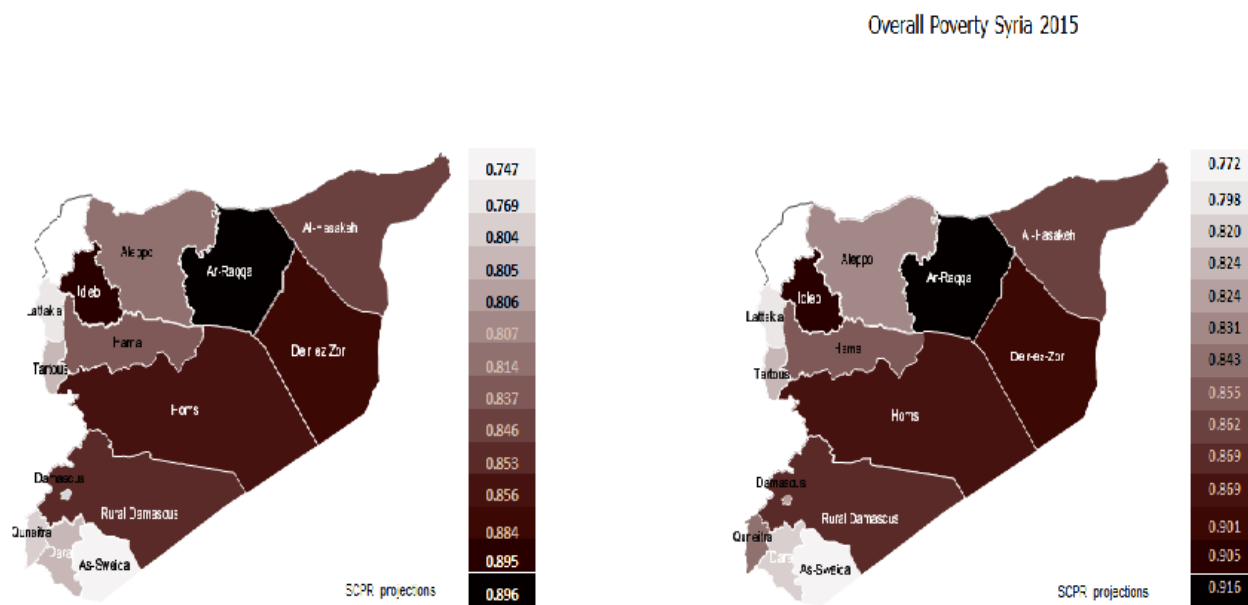 Overall Poverty Syria 2015
0.747
0.769
0.804
0.805
0.806
0.807
0.814
0.837
0.846
0.853
0.856
0.884
0.895
0.896
Al-Hasakeh
Aleppo
Ar-Raqqa
Idleb
Lattakia
Hama
Deir ez Zor
Tartous
Homs
Damascus
Rural Damascus
Quneitra
Dara
As-Sweida
SCPR projections
0.772
0.798
0.820
0.824
0.824
0.831
0.843
0.855
0.862
0.869
0.869
0.901
0.905
0.916
Al-Hasakeh
Aleppo
Ar-Raqqa
Idleb
Lattakia
Hama
Deir-ez-Zor
Tartous
Homs
Damascus
Rural Damascus
Quneitra
Dara
As-Sweida
SCPR projections